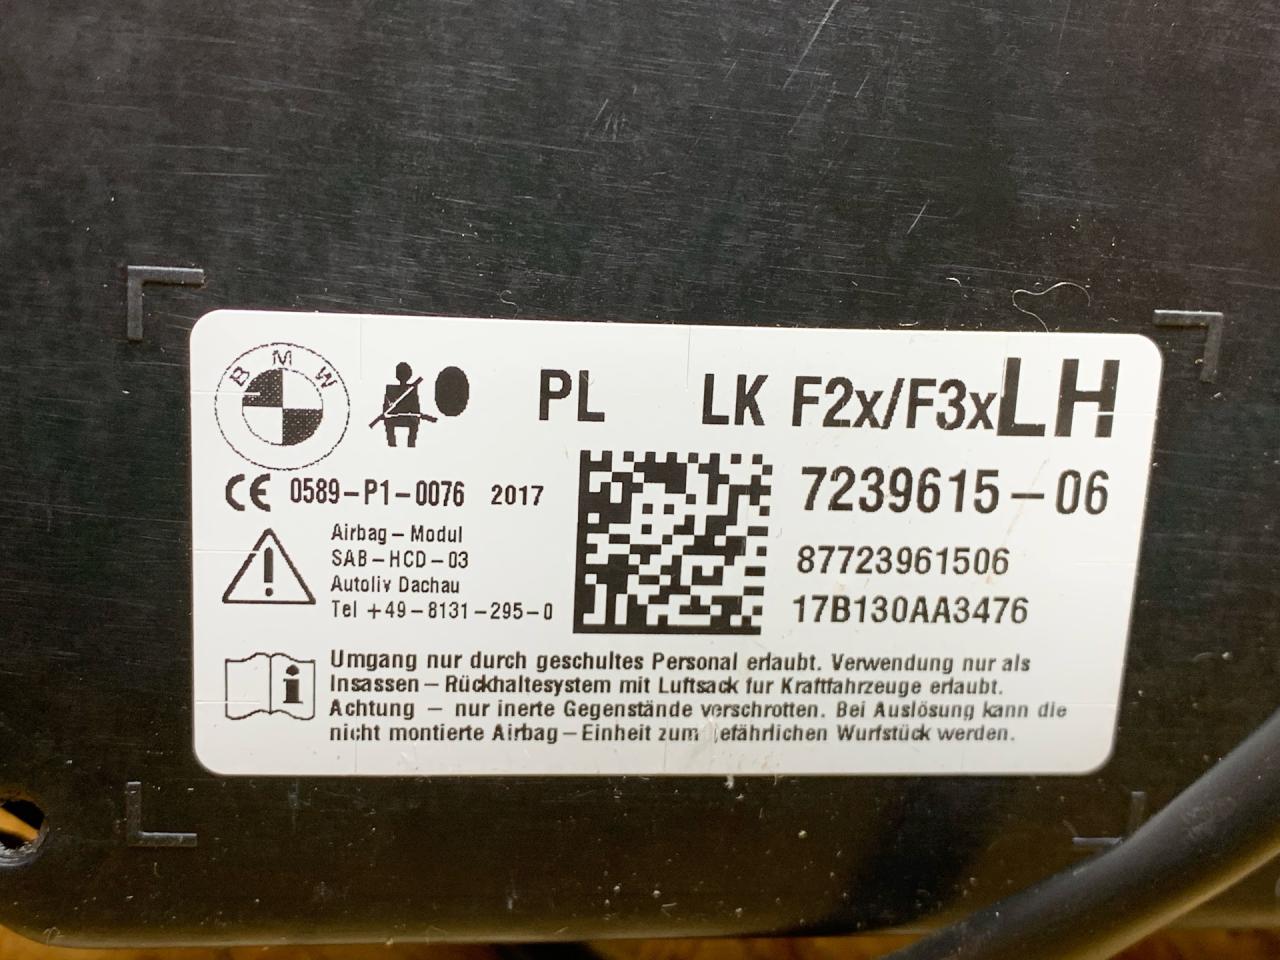 BMW
PL LK F2x/F3x LH
CE 0589-P1-0076 2017
7239615-06
Airbag-Modul
SAB-HCD-03
Autoliv Dachau
Tel +49-8131-295-0
87723961506
17B130AA3476
Umgang nur durch geschultes Personal erlaubt. Verwendung nur als
Insassen-Rückhaltesystem mit Luftsack fur Kraftfahrzeuge erlaubt.
Achtung - nur inerte Gegenstände verschrotten. Bei Auslösung kann die
nicht montierte Airbag-Einheit zum efährlichen Wurfstück werden.